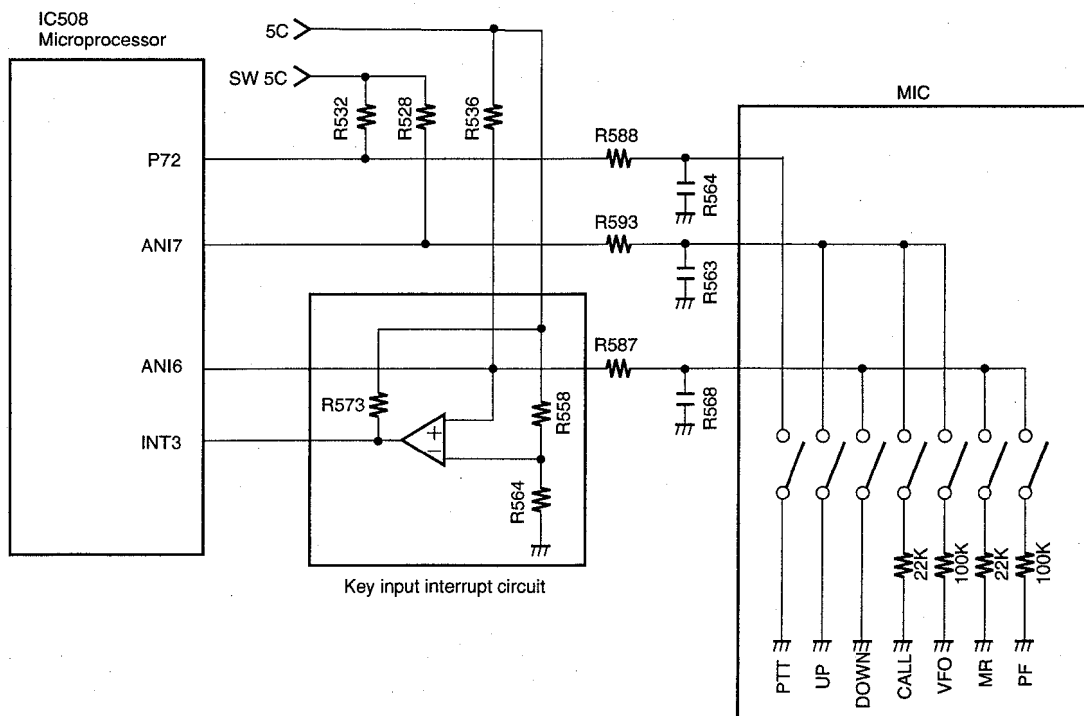 IC508
Microprocessor
5C
SW 5C
MIC
R532
R528
R536
R588
P72
R564
R593
ANI7
R563
R587
ANI6
R568
R573
R558
+
−
INT3
R564
22K
100K
22K
100K
Key input interrupt circuit
PTT
UP
DOWN
CALL
VFO
MR
PF